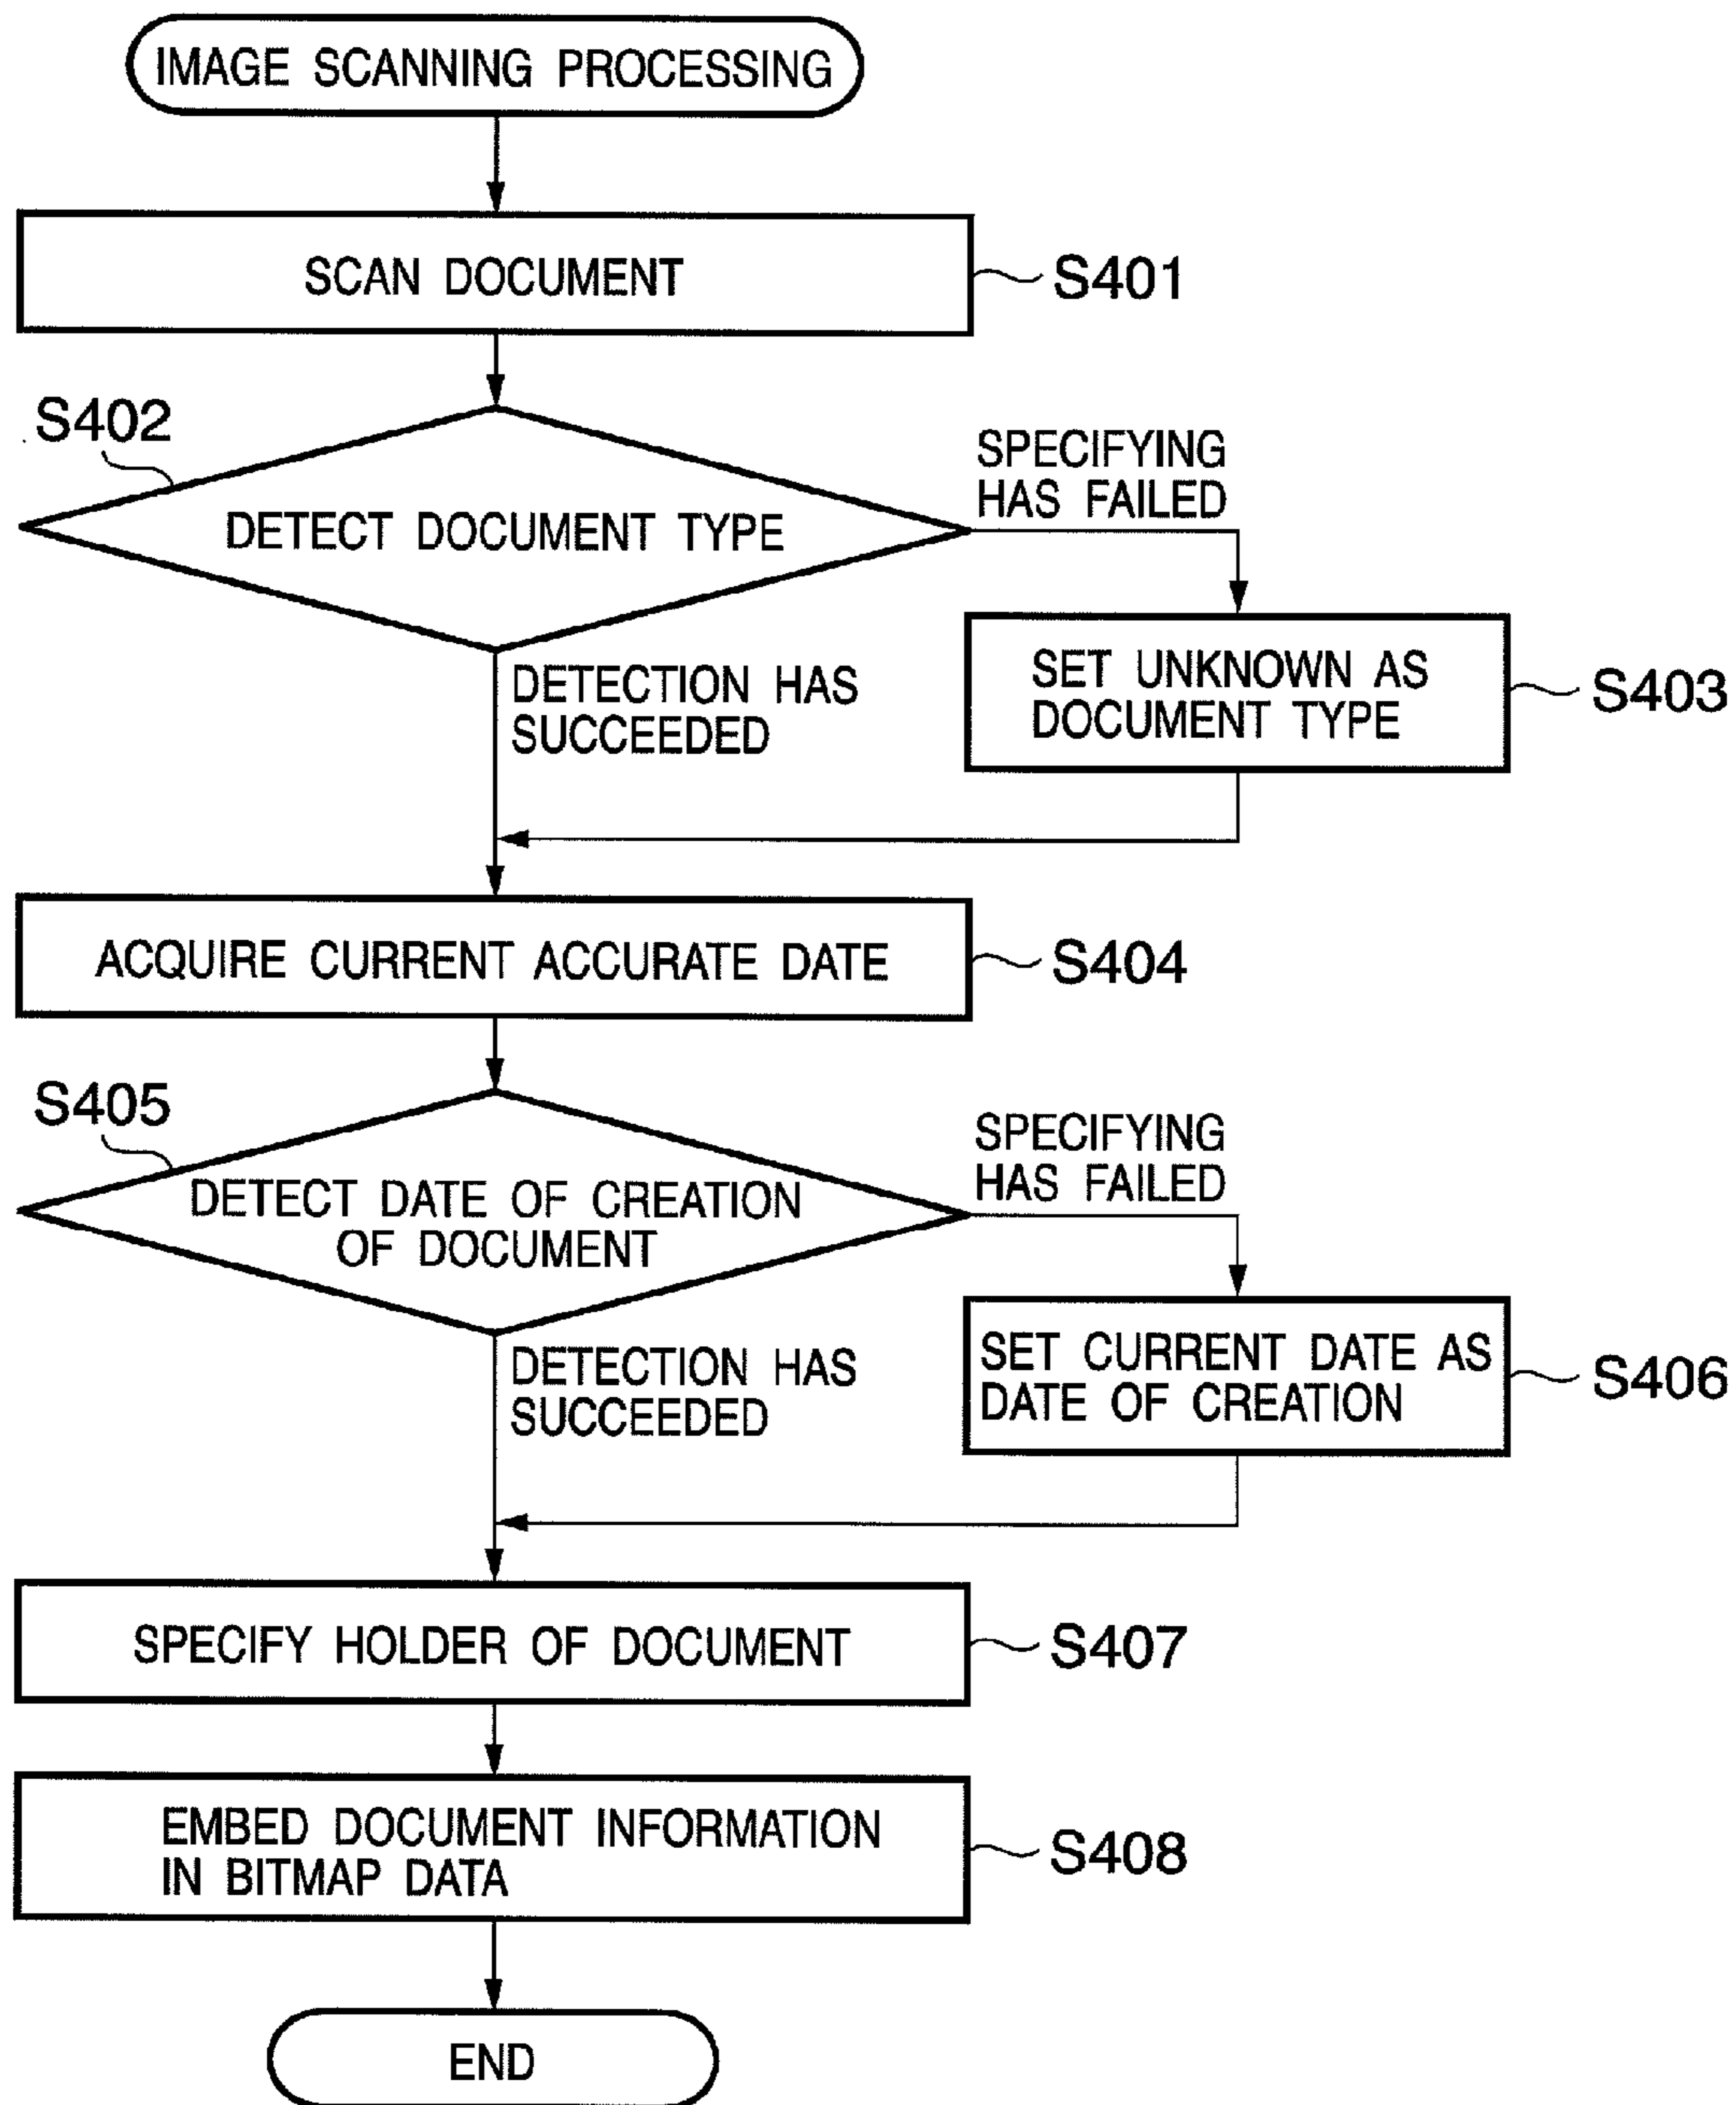 IMAGE SCANNING PROCESSING
SCAN DOCUMENT
S401
S402
DETECT DOCUMENT TYPE
SPECIFYING
HAS FAILED
DETECTION HAS
SUCCEEDED
SET UNKNOWN AS
DOCUMENT TYPE
S403
ACQUIRE CURRENT ACCURATE DATE
S404
S405
DETECT DATE OF CREATION
OF DOCUMENT
SPECIFYING
HAS FAILED
DETECTION HAS
SUCCEEDED
SET CURRENT DATE AS
DATE OF CREATION
S406
SPECIFY HOLDER OF DOCUMENT
S407
EMBED DOCUMENT INFORMATION
IN BITMAP DATA
S408
END